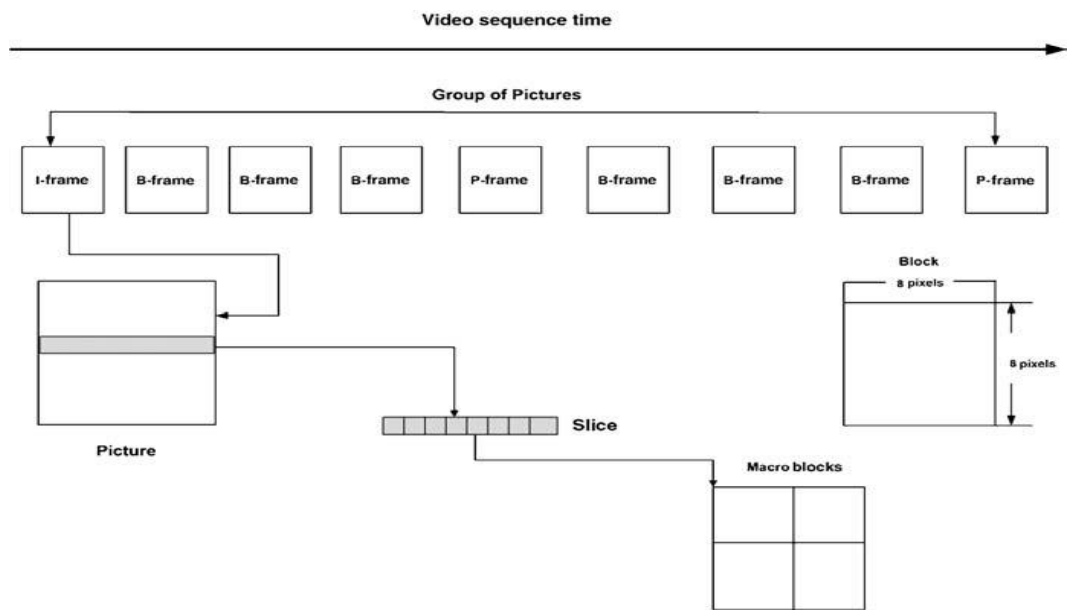 Video sequence time
Group of Pictures
I-frame
B-frame
B-frame
B-frame
P-frame
B-frame
B-frame
B-frame
P-frame
Block
8 pixels
8 pixels
Slice
Picture
Macro blocks